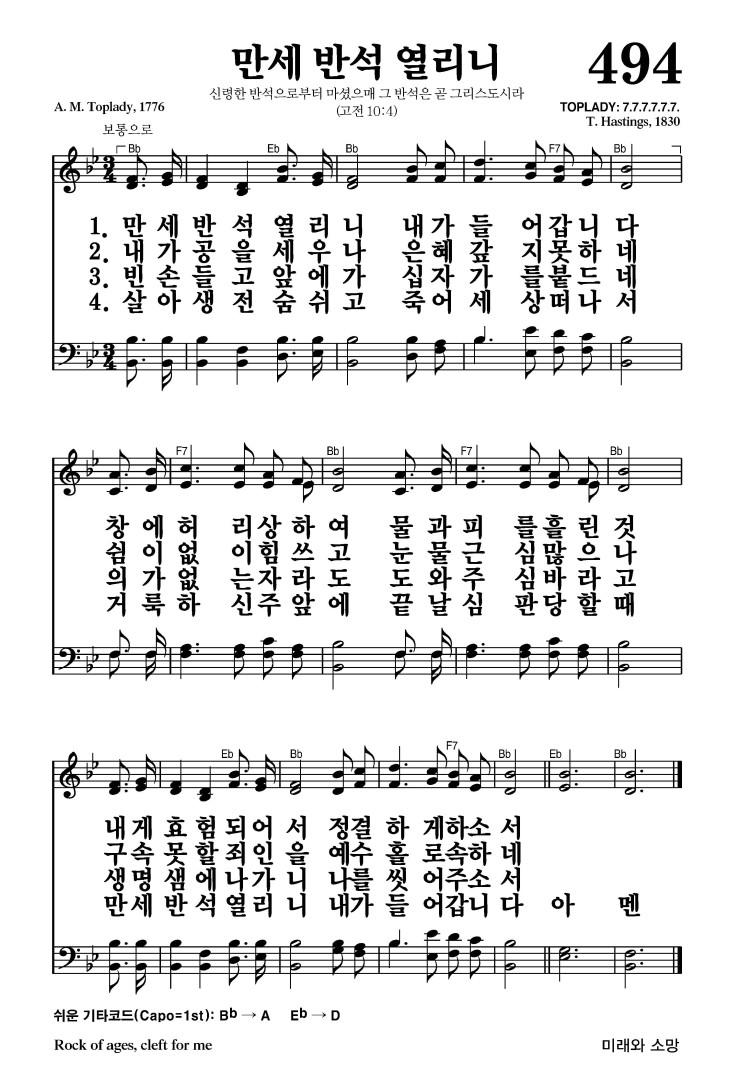 만세 반석 열리니
494
신령한 반석으로부터 마셨으매 그 반석은 곧 그리스도시라
(고전 10:4)
A. M. Toplady, 1776
TOPLADY: 7.7.7.7.7.7.
T. Hastings, 1830
보통으로
Bb Eb Bb F7 Bb
1. 만 세 반 석 열 리 니 내 가 들 어 갑 니 다
2. 내 가 공 을 세 우 나 은 혜 갚 지 못 하 네
3. 빈 손 들 고 앞 에 가 십 자 가 를 붙 드 네
4. 살 아 생 전 숨 쉬 고 죽 어 세 상 떠 나 서
F7 Bb F7 Bb
창 에 허 리 상 하 여 물 과 피 를 흘 린 것
쉼 이 없 이 힘 쓰 고 눈 물 근 심 많 으 나
의 가 없 는 자 라 도 도 와 주 심 바 라 고
거 룩 하 신 주 앞 에 끝 날 심 판 당 할 때
Eb Bb F7 Bb Eb Bb
내 게 효 험 되 어 서 정 결 하 게 하 소 서
구 속 못 할 죄 인 을 예 수 홀 로 속 하 네
생 명 샘 에 나 가 니 나 를 씻 어 주 소 서
만 세 반 석 열 리 니 내 가 들 어 갑 니 다 아 멘
쉬운 기타코드(Capo=1st): Bb → A Eb → D
Rock of ages, cleft for me
미래와 소망